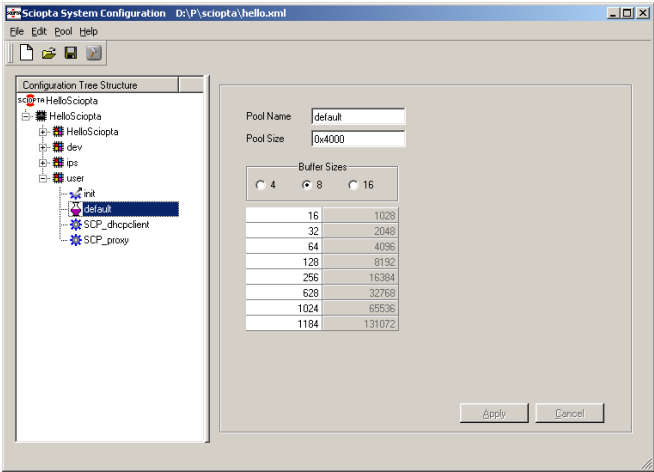 Sciopta System Configuration D:\P\sciopta\hello.xml
File Edit Pool Help
Configuration Tree Structure
SCIOPTA HelloSciopta
HelloSciopta
HelloSciopta
dev
ips
user
init
default
SCP_dhcpclient
SCP_proxy
Pool Name default
Pool Size 0x4000
Buffer Sizes
4 8 16
16 1028
32 2048
64 4096
128 8192
256 16384
628 32768
1024 65536
1184 131072
Apply Cancel